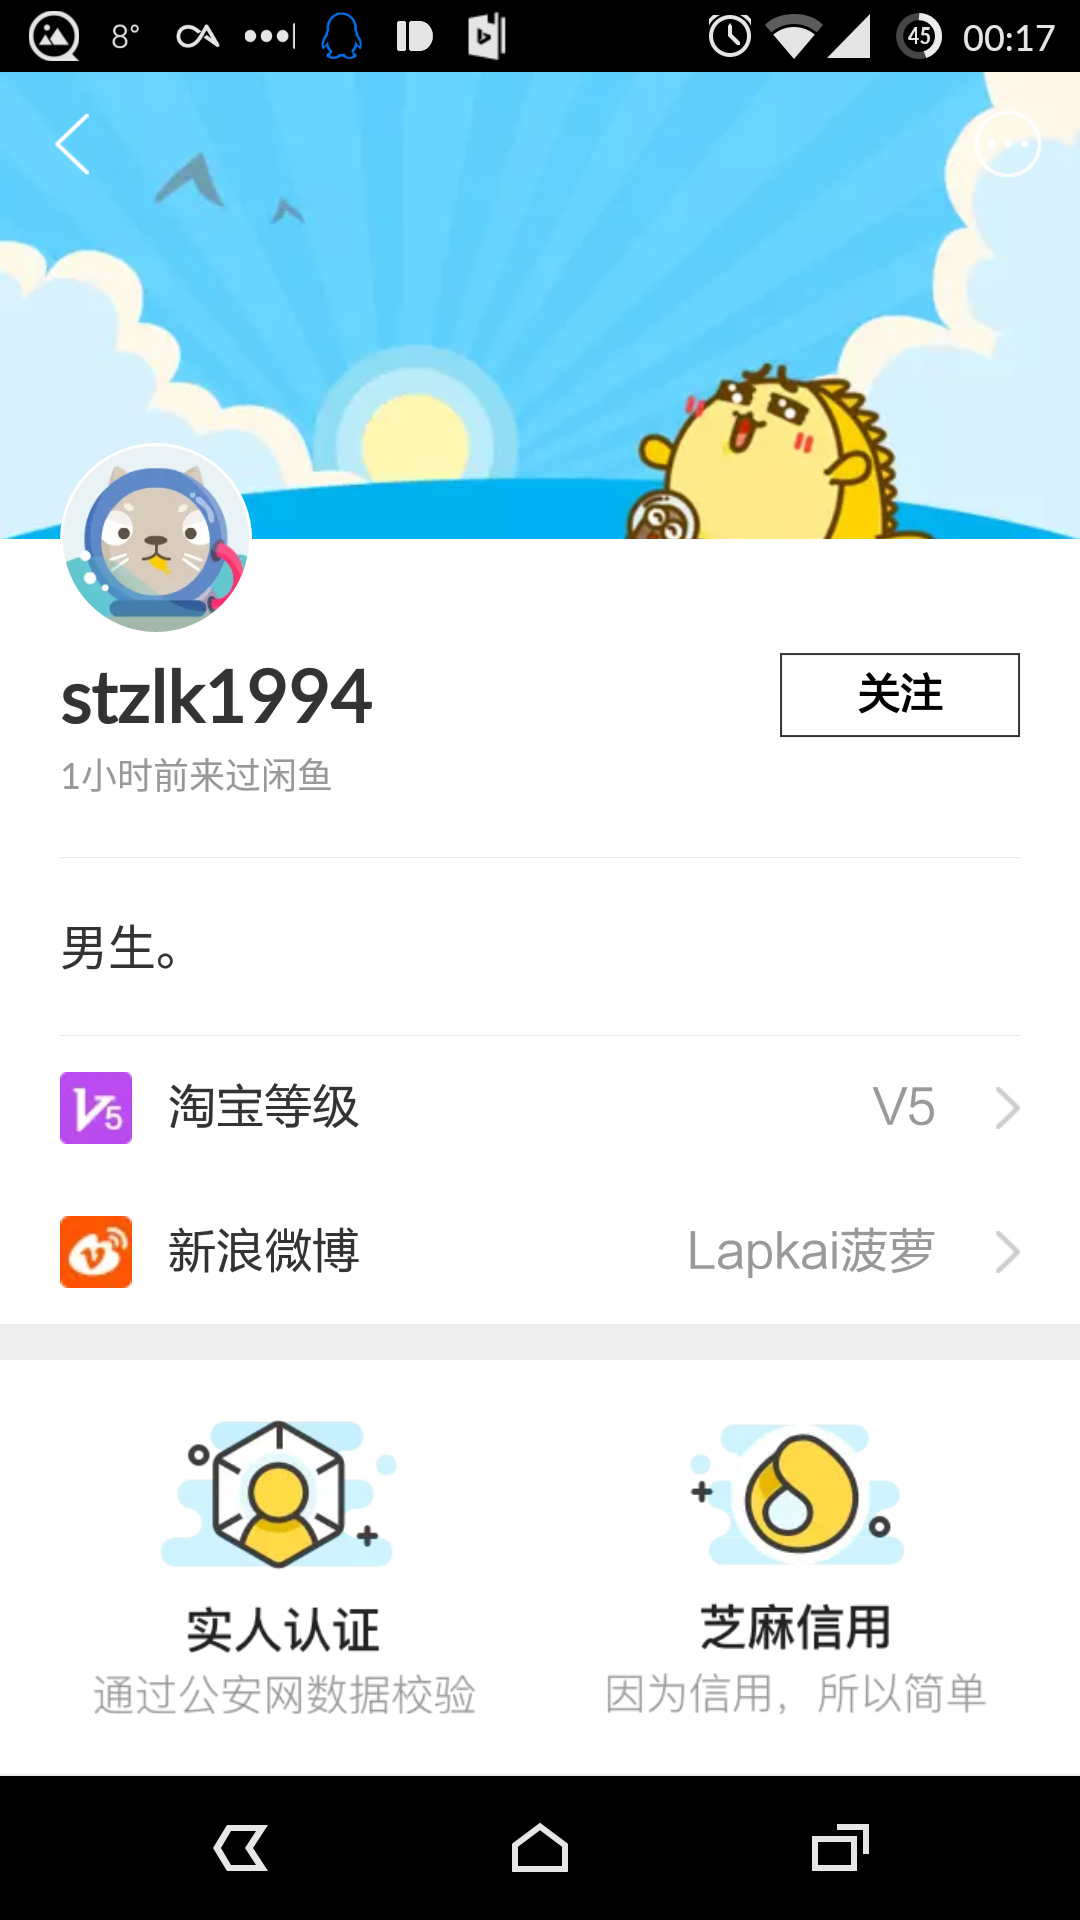 8°
45
00:17
stzlk1994
关注
1小时前来过闲鱼
男生。
V5
淘宝等级
V5
新浪微博
Lapkai菠萝
实人认证
芝麻信用
通过公安网数据校验
因为信用，所以简单